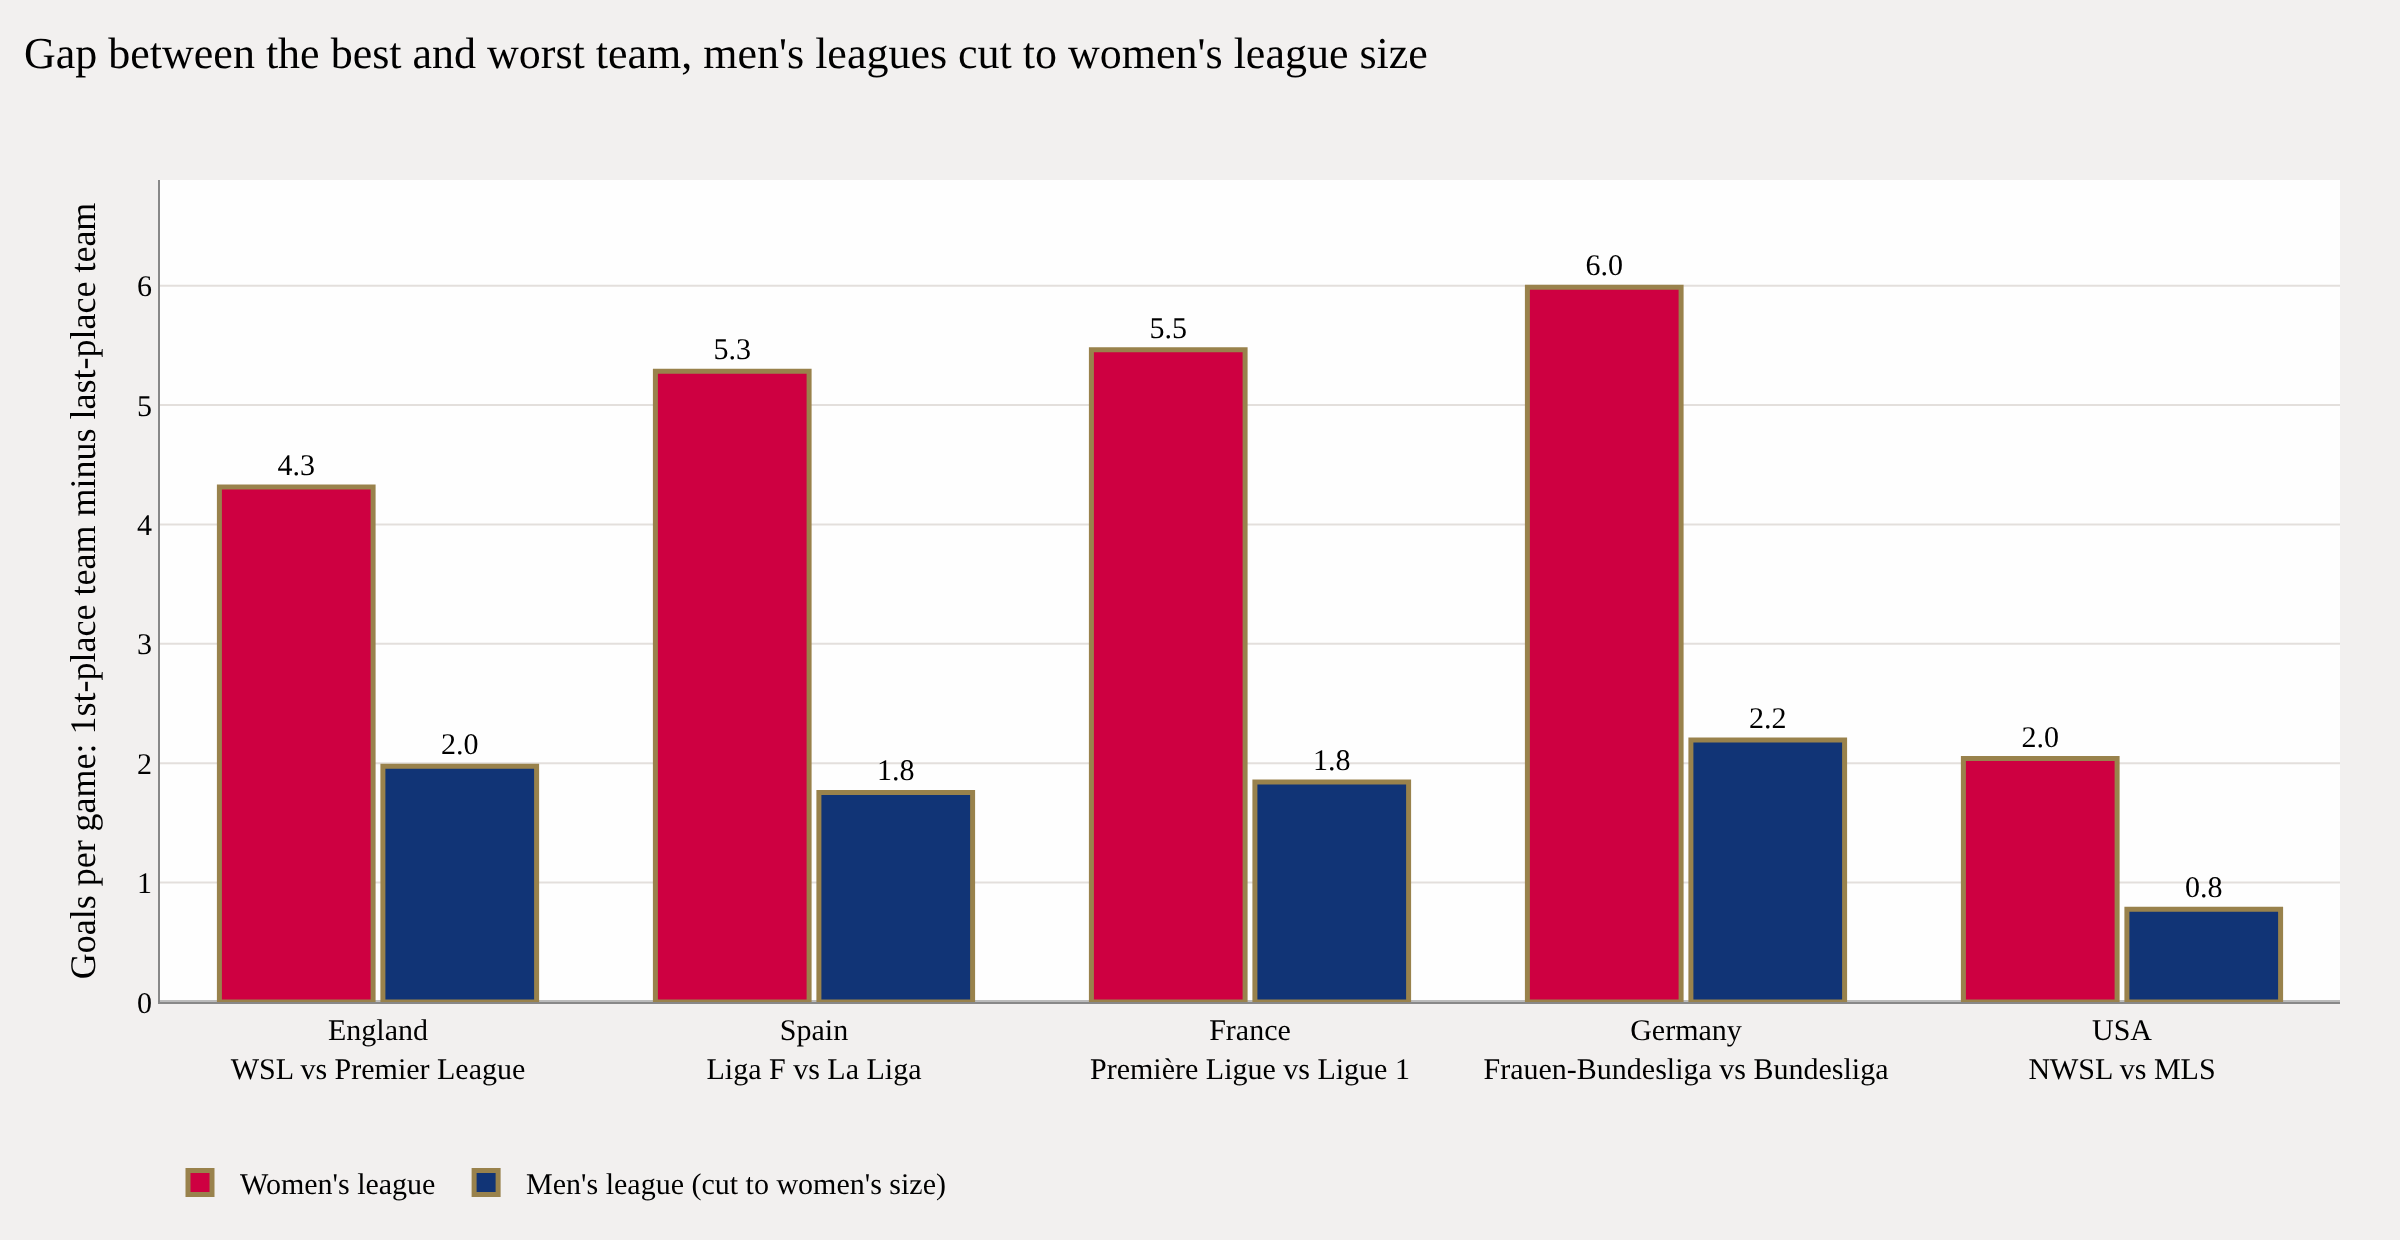 Gap between the best and worst team, men's leagues cut to women's league size
Goals per game: 1st-place team minus last-place team
6
5
4
3
2
1
0
4.3
2.0
5.3
1.8
5.5
1.8
6.0
2.2
2.0
0.8
England
WSL vs Premier League
Spain
Liga F vs La Liga
France
Première Ligue vs Ligue 1
Germany
Frauen-Bundesliga vs Bundesliga
USA
NWSL vs MLS
Women's league
Men's league (cut to women's size)